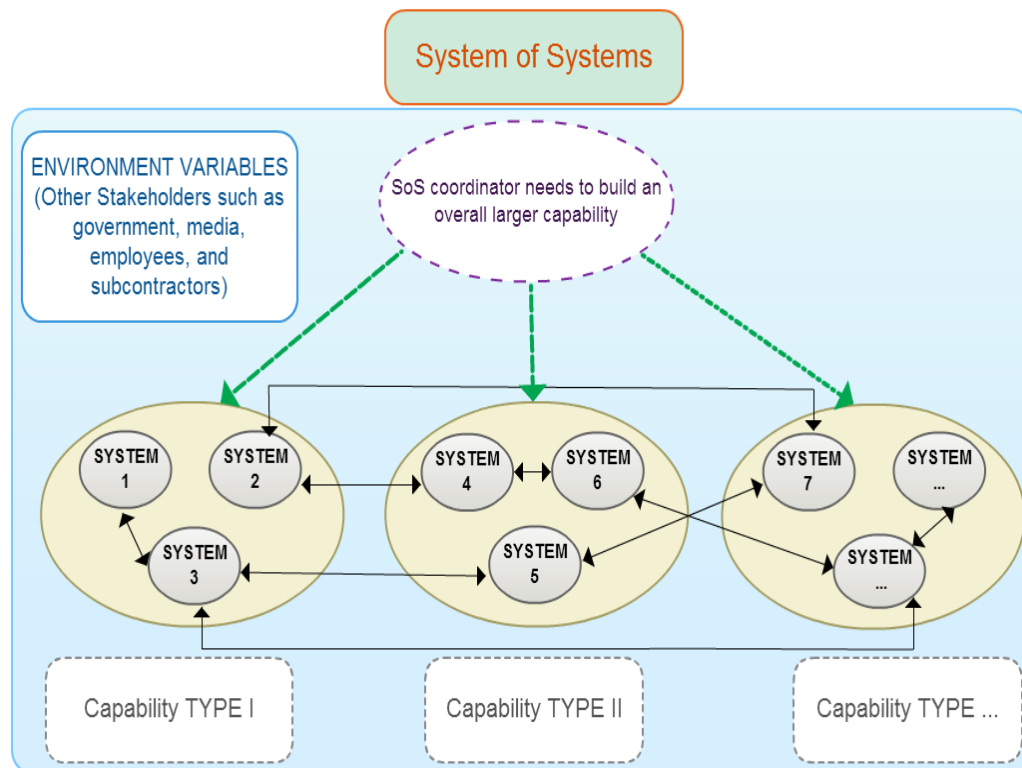 System of Systems
ENVIRONMENT VARIABLES
(Other Stakeholders such as
government, media,
employees, and
subcontractors)
SoS coordinator needs to build an
overall larger capability
SYSTEM
1
SYSTEM
2
SYSTEM
3
SYSTEM
4
SYSTEM
6
SYSTEM
5
SYSTEM
7
SYSTEM
...
SYSTEM
...
Capability TYPE I
Capability TYPE II
Capability TYPE ...